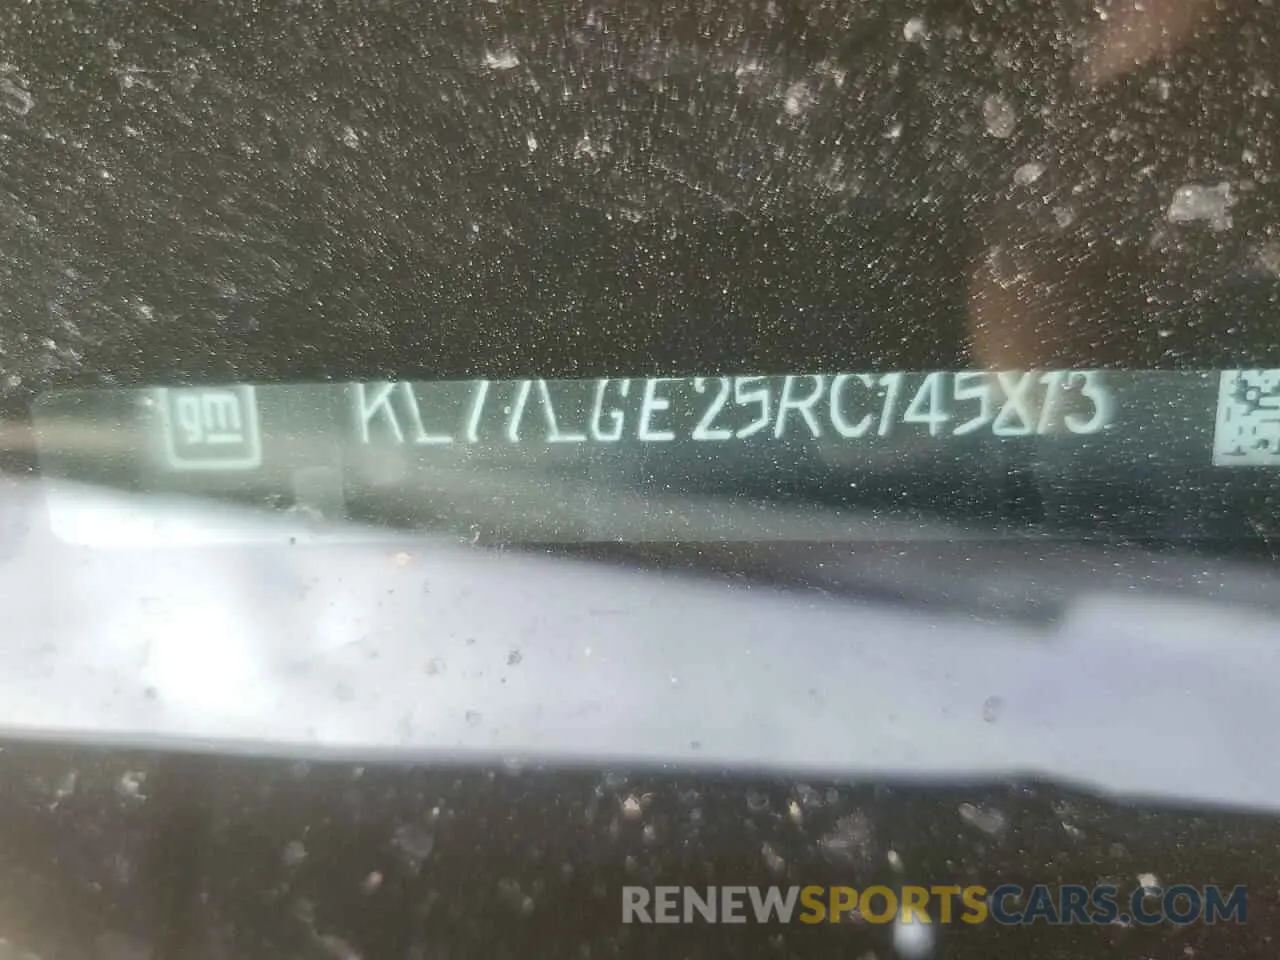 gm KL77LGE25RC145813
RENEWSPORTSCARS.COM